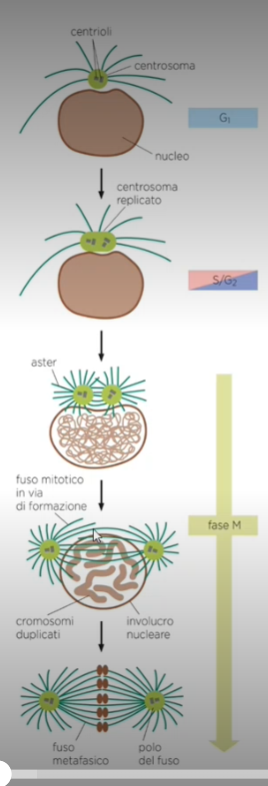 centrioli
centrosoma
G₁
nucleo
centrosoma
replicato
S/G₂
aster
fuso mitotico
in via
di formazione
fase M
cromosomi
duplicati
involucro
nucleare
fuso
metafasico
polo
del fuso